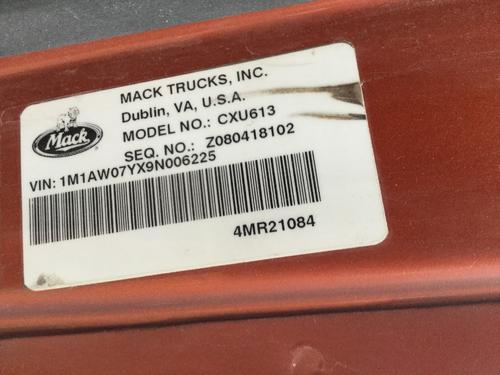 MACK TRUCKS, INC.
Dublin, VA, U.S.A.
MODEL NO.: CXU613
Mack
SEQ. NO.: Z080418102
VIN: 1M1AW07YX9N006225
4MR21084